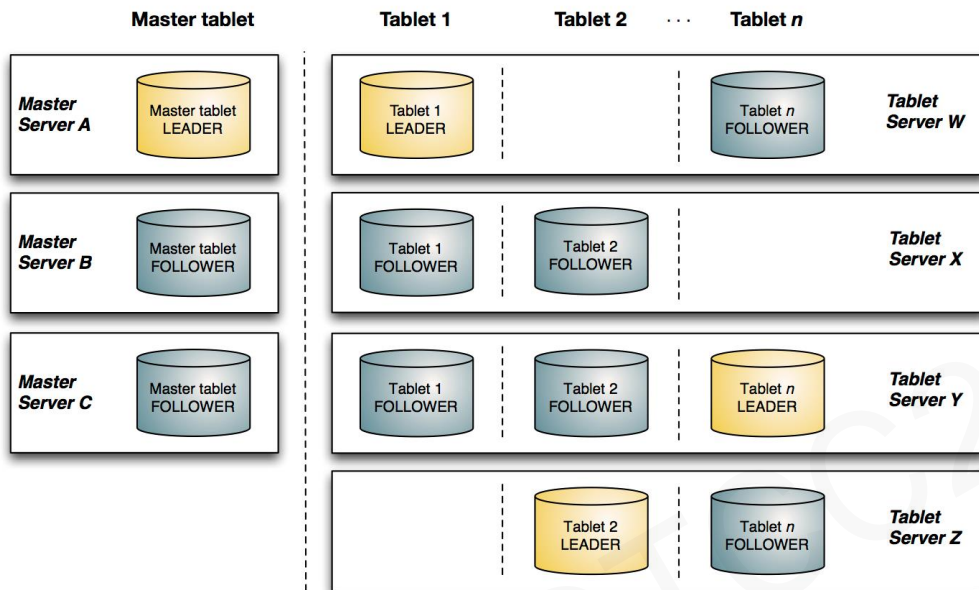 Master tablet
Tablet 1
Tablet 2
...
Tablet n
Master
Server A
Master tablet
LEADER
Tablet 1
LEADER
Tablet n
FOLLOWER
Tablet
Server W
Master
Server B
Master tablet
FOLLOWER
Tablet 1
FOLLOWER
Tablet 2
FOLLOWER
Tablet
Server X
Master
Server C
Master tablet
FOLLOWER
Tablet 1
FOLLOWER
Tablet 2
FOLLOWER
Tablet n
LEADER
Tablet
Server Y
Tablet 2
LEADER
Tablet n
FOLLOWER
Tablet
Server Z